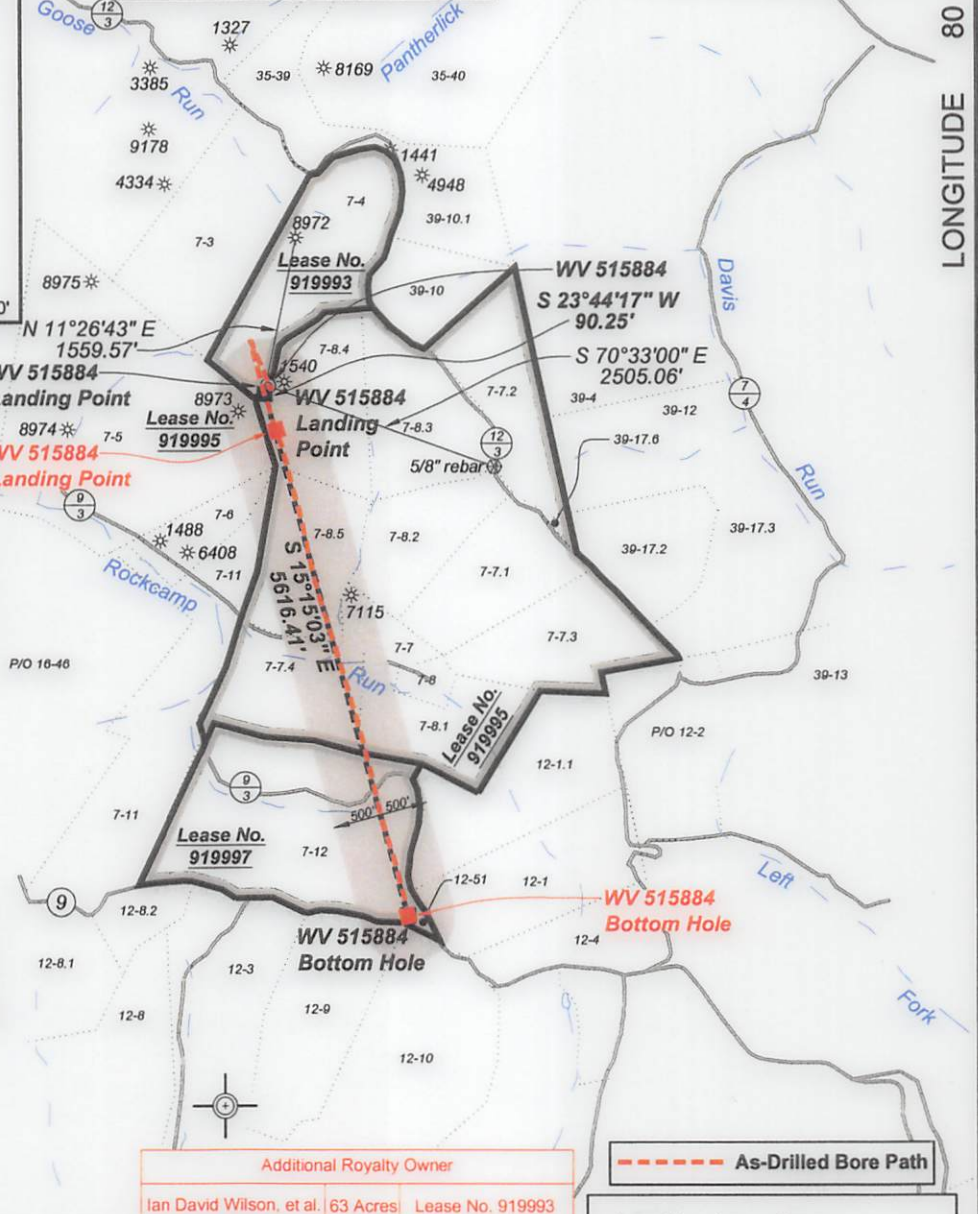 Goose
12
3
1327
Pantherlick
80
3385
35-39
8169
35-40
Run
9178
1441
4334
4948
7-4
39-10.1
7-3
8972
LONGITUDE
Lease No.
919993
39-10
WV 515884
Davis
8975
S 23°44'17" W
90.25'
0'
N 11°26'43" E
1559.57'
7-8.4
S 70°33'00" E
2505.06'
1540
WV 515884
Landing Point
WV 515884
Landing
Point
7-7.2
39-4
7
4
8973
39-12
Lease No.
919995
8974
7-5
7-8.3
12
3
39-17.6
WV 515884
Landing Point
5/8" rebar
Run
9
3
7-6
1488
6408
7-8.5
7-8.2
39-17.3
39-17.2
7-11
7-7.1
Rockcamp
S 15°15'03" E
5616.41'
7115
7-7.3
7-7
P/O 16-46
7-7.4
Run
7-8
39-13
Lease No.
919995
7-8.1
P/O 12-2
12-1.1
9
3
7-11
500'
500'
Lease No.
919997
7-12
Left
12-51
12-1
9
12-8.2
WV 515884
Bottom Hole
WV 515884
Bottom Hole
12-4
12-8.1
12-3
12-9
12-8
Fork
12-10
Additional Royalty Owner
As-Drilled Bore Path
Ian David Wilson, et al.
63 Acres
Lease No. 919993